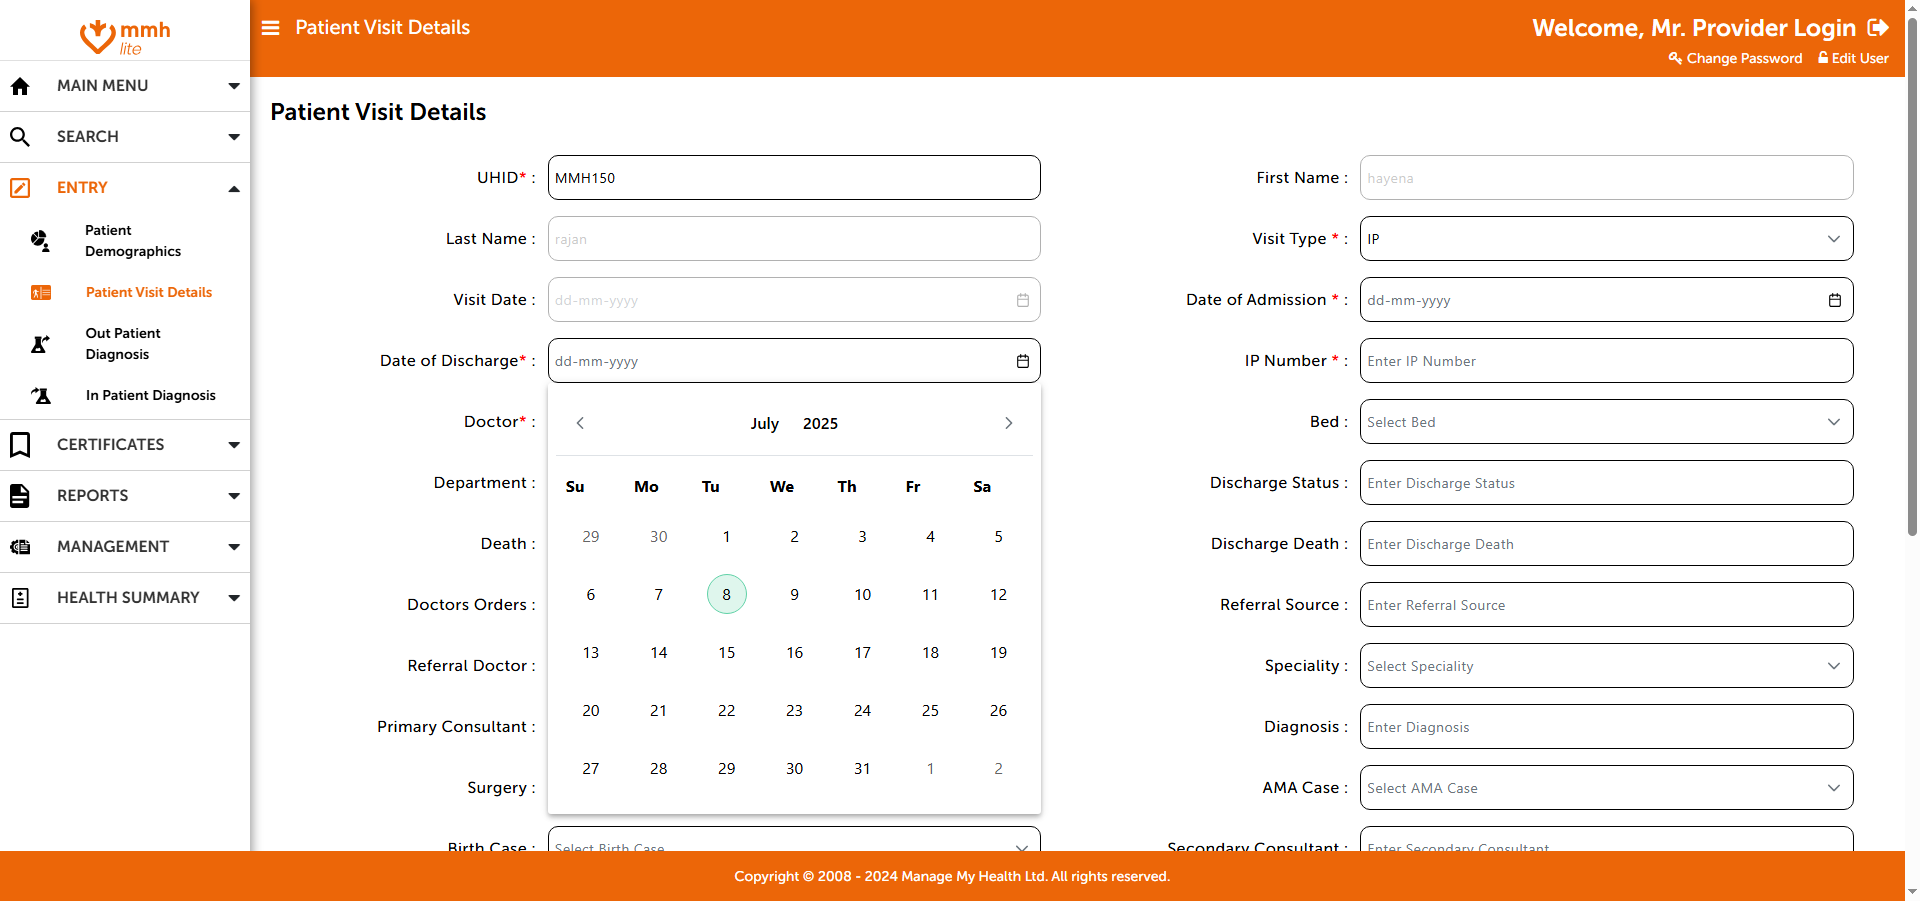 mmh
lite
Patient Visit Details
Welcome, Mr. Provider Login
Change Password Edit User
MAIN MENU
SEARCH
ENTRY
Patient
Demographics
Patient Visit Details
Out Patient
Diagnosis
In Patient Diagnosis
CERTIFICATES
REPORTS
MANAGEMENT
HEALTH SUMMARY
Patient Visit Details
UHID* : MMH150
First Name : hayena
Last Name : rajan
Visit Type * : IP
Visit Date : dd-mm-yyyy
Date of Admission * : dd-mm-yyyy
Date of Discharge* : dd-mm-yyyy
IP Number * : Enter IP Number
Doctor* :
Bed : Select Bed
Department :
Discharge Status : Enter Discharge Status
Death :
Discharge Death : Enter Discharge Death
Doctors Orders :
Referral Source : Enter Referral Source
Referral Doctor :
Speciality : Select Speciality
Primary Consultant :
Diagnosis : Enter Diagnosis
Surgery :
AMA Case : Select AMA Case
Birth Case : Select Birth Case
Secondary Consultant : Enter Secondary Consultant
July 2025
Su Mo Tu We Th Fr Sa
29 30 1 2 3 4 5
6 7 8 9 10 11 12
13 14 15 16 17 18 19
20 21 22 23 24 25 26
27 28 29 30 31 1 2
Copyright © 2008 - 2024 Manage My Health Ltd. All rights reserved.